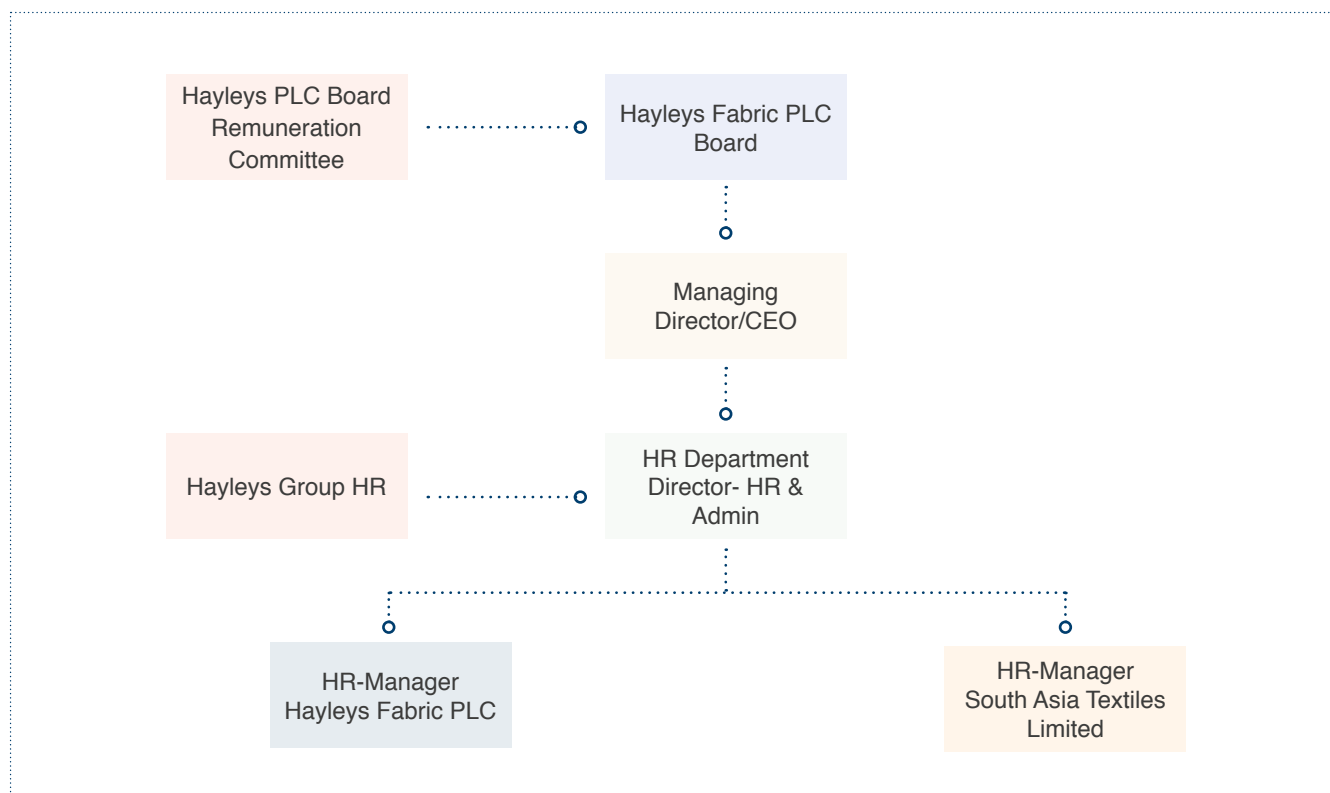 Hayleys PLC Board
Remuneration
Committee
Hayleys Fabric PLC
Board
Managing
Director/CEO
Hayleys Group HR
HR Department
Director- HR &
Admin
HR-Manager
Hayleys Fabric PLC
HR-Manager
South Asia Textiles
Limited